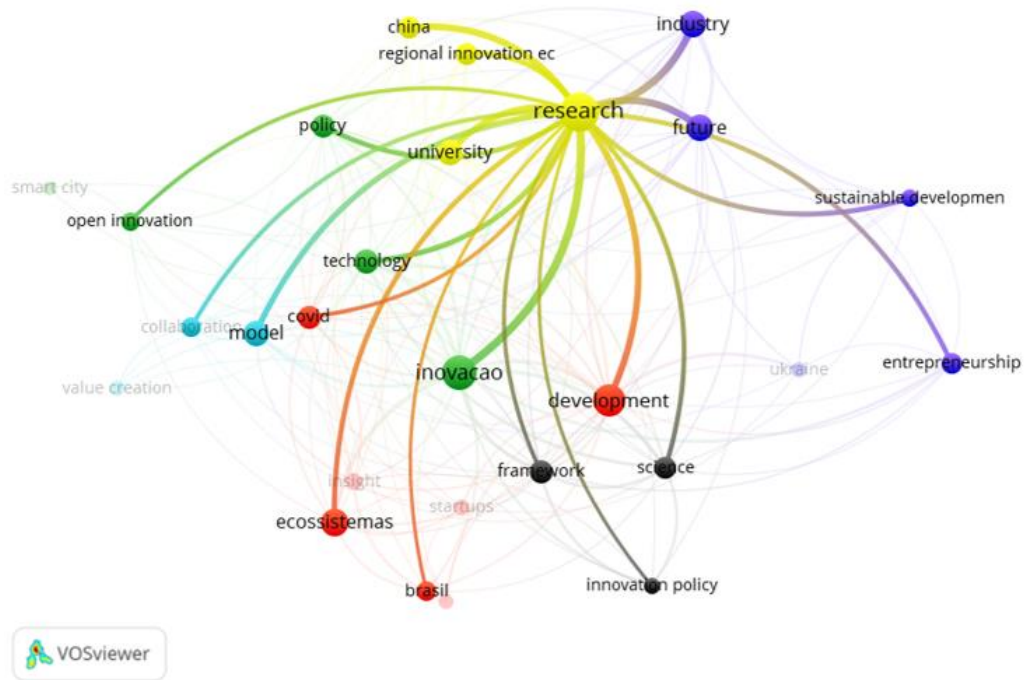 china
industry
regional innovation ec
research
policy
future
university
smart city
sustainable developmen
open innovation
technology
covid
collaboration
model
inovacao
entrepreneurship
ukraine
value creation
development
framework
science
insight
startups
ecossistemas
brasil
innovation policy
VOSviewer